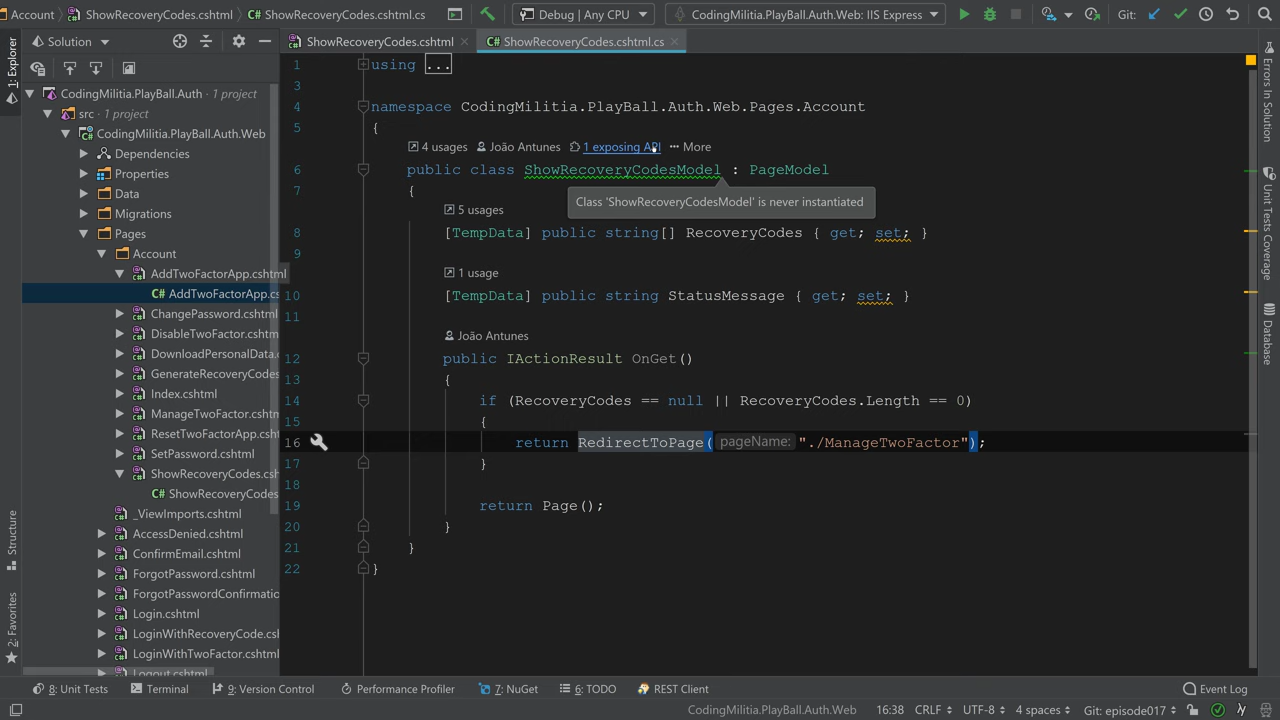 Account
ShowRecoveryCodes.cshtml
C# ShowRecoveryCodes.cshtml.cs
Debug | Any CPU
CodingMilitia.PlayBall.Auth.Web: IIS Express
Git:
1: Explorer
Solution
ShowRecoveryCodes.cshtml
C# ShowRecoveryCodes.cshtml.cs
CodingMilitia.PlayBall.Auth 1 project
src 1 project
CodingMilitia.PlayBall.Auth.Web
Dependencies
Properties
Data
Migrations
Pages
Account
AddTwoFactorApp.cshtml
C# AddTwoFactorApp.cs
ChangePassword.cshtml
DisableTwoFactor.cshtml
DownloadPersonalData.c
GenerateRecoveryCodes
Index.cshtml
ManageTwoFactor.cshtml
ResetTwoFactorApp.csh
SetPassword.cshtml
ShowRecoveryCodes.cshtml
C# ShowRecoveryCodes
_ViewImports.cshtml
AccessDenied.cshtml
ConfirmEmail.cshtml
ForgotPassword.cshtml
ForgotPasswordConfirmation
Login.cshtml
LoginWithRecoveryCode.cshtml
LoginWithTwoFactor.cshtml
Logout.cshtml
Structure
2: Favorites
1 using ...
3
4 namespace CodingMilitia.PlayBall.Auth.Web.Pages.Account
5 {
4 usages João Antunes 1 exposing API More
6 public class ShowRecoveryCodesModel : PageModel
7 {
Class 'ShowRecoveryCodesModel' is never instantiated
5 usages
8 [TempData] public string[] RecoveryCodes { get; set; }
9
1 usage
10 [TempData] public string StatusMessage { get; set; }
11
João Antunes
12 public IActionResult OnGet()
13 {
14 if (RecoveryCodes == null || RecoveryCodes.Length == 0)
15 {
16 return RedirectToPage( pageName: "./ManageTwoFactor");
17 }
18
19 return Page();
20 }
21 }
22 }
Errors In Solution
Unit Tests Coverage
Database
8: Unit Tests
Terminal
9: Version Control
Performance Profiler
7: NuGet
6: TODO
REST Client
Event Log
CodingMilitia.PlayBall.Auth.Web
16:38
CRLF
UTF-8
4 spaces
Git: episode017